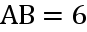 AB = 6